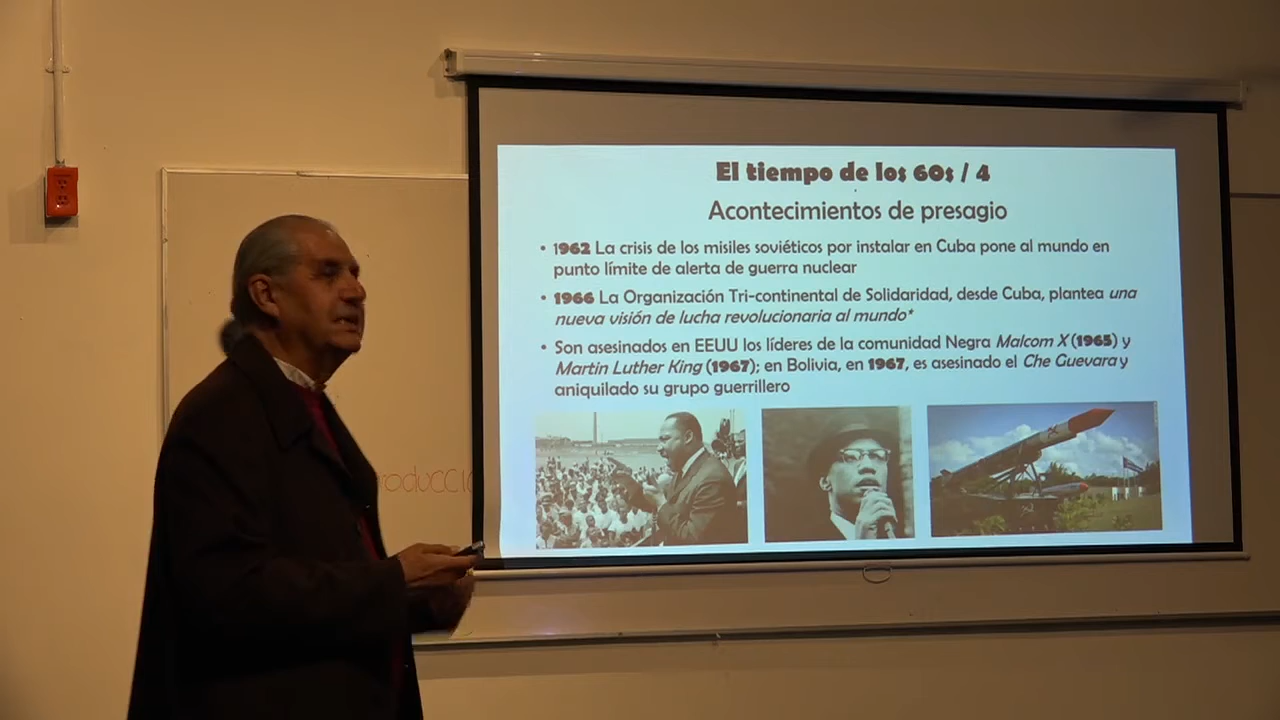 El tiempo de los 60s / 4
Acontecimientos de presagio
• 1962 La crisis de los misiles soviéticos por instalar en Cuba pone al mundo en
punto límite de alerta de guerra nuclear
• 1966 La Organización Tri-continental de Solidaridad, desde Cuba, plantea una
nueva visión de lucha revolucionaria al mundo*
• Son asesinados en EEUU los líderes de la comunidad Negra Malcom X (1965) y
Martin Luther King (1967); en Bolivia, en 1967, es asesinado el Che Guevara y
aniquilado su grupo guerrillero